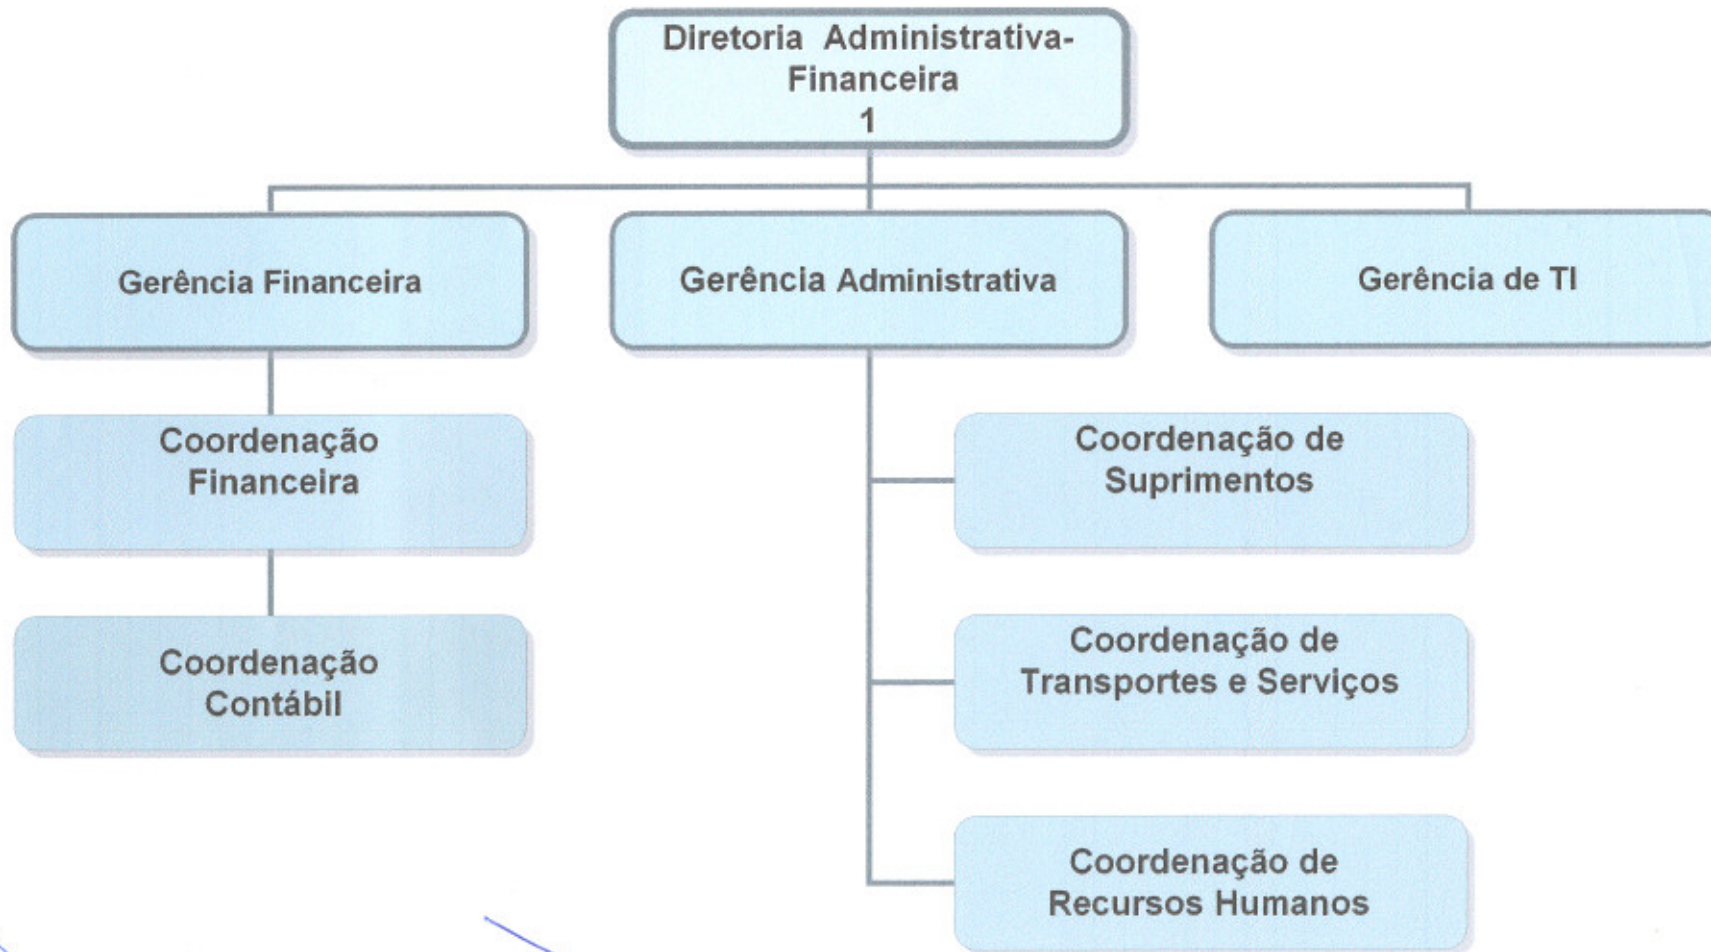 Diretoria Administrativa-
Financeira
1
Gerência Financeira
Gerência Administrativa
Gerência de TI
Coordenação
Financeira
Coordenação de
Suprimentos
Coordenação
Contábil
Coordenação de
Transportes e Serviços
Coordenação de
Recursos Humanos